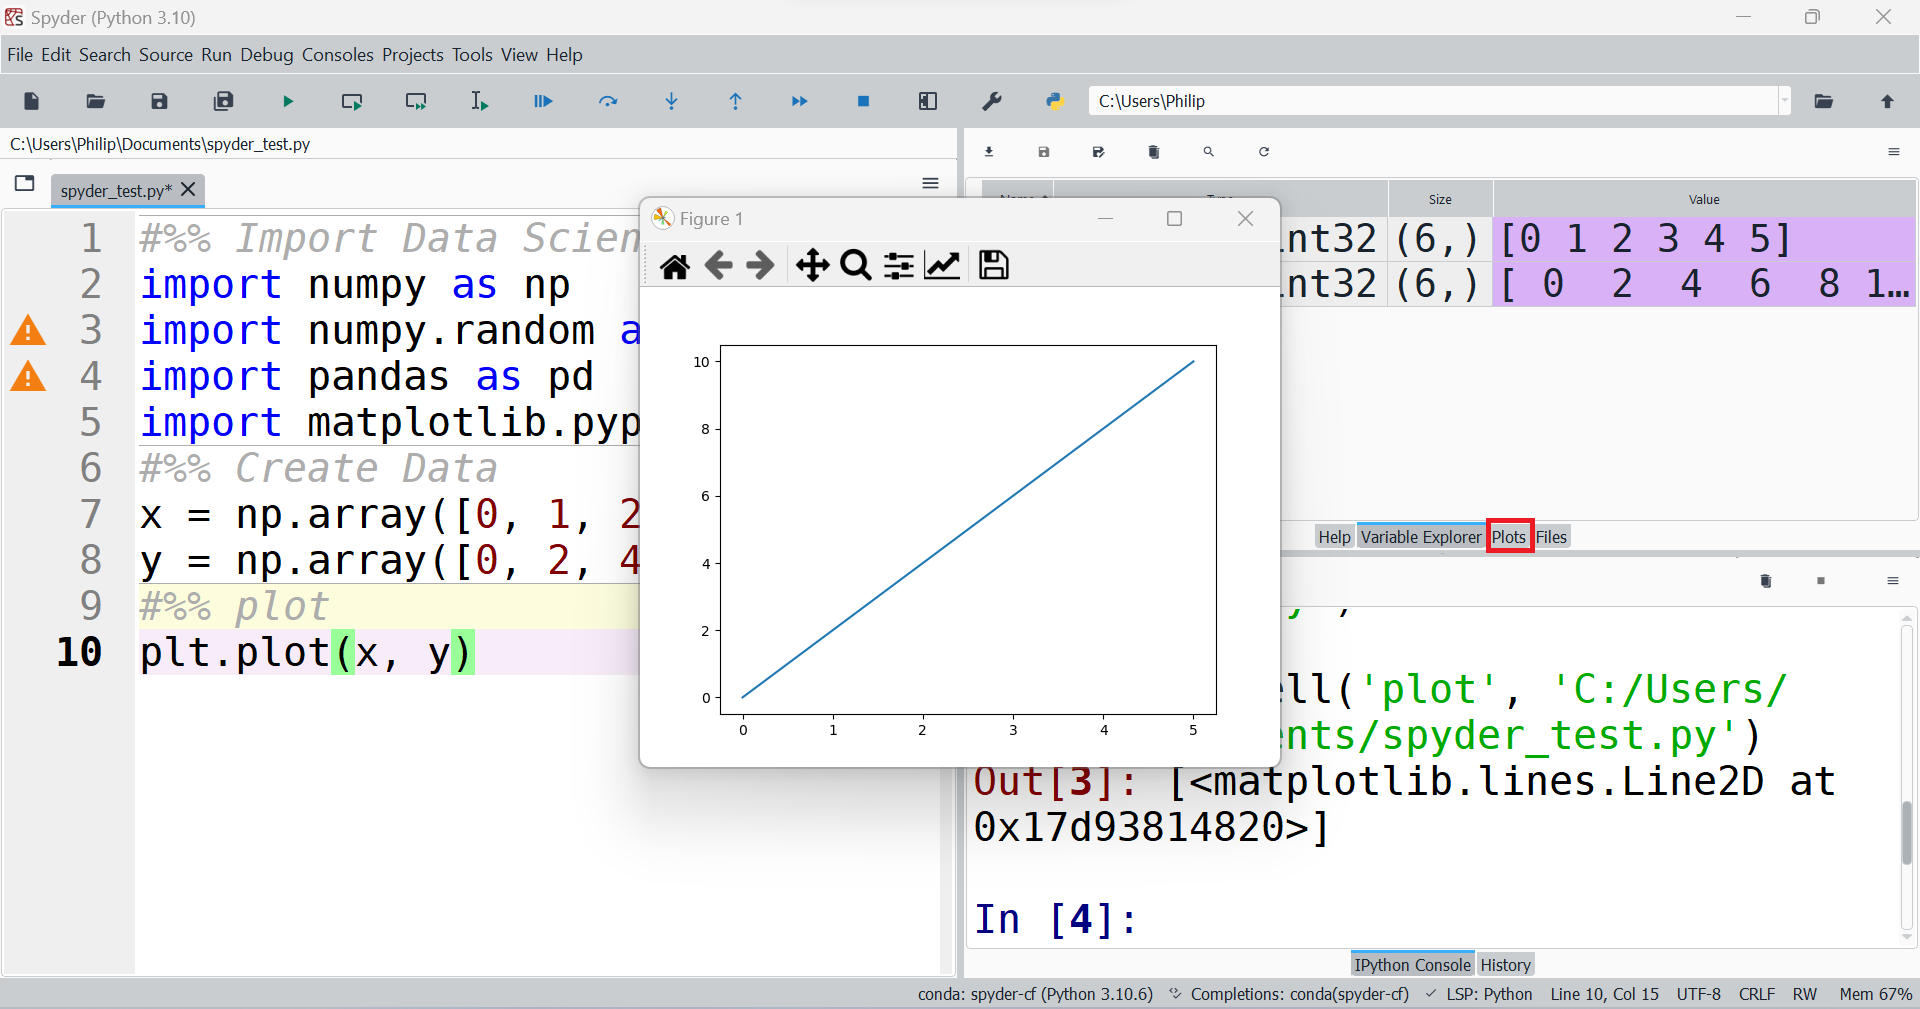 Spyder (Python 3.10)
File Edit Search Source Run Debug Consoles Projects Tools View Help
C:\Users\Philip
C:\Users\Philip\Documents\spyder_test.py
spyder_test.py*
1 #%% Import Data Scien
2 import numpy as np
3 import numpy.random a
4 import pandas as pd
5 import matplotlib.pyp
6 #%% Create Data
7 x = np.array([0, 1, 2
8 y = np.array([0, 2, 4
9 #%% plot
10 plt.plot(x, y)
Figure 1
10
8
6
4
2
0
0 1 2 3 4 5
Size Value
nt32 (6,) [0 1 2 3 4 5]
nt32 (6,) [ 0 2 4 6 8 1...
Help Variable Explorer Plots Files
ell('plot', 'C:/Users/
ents/spyder_test.py')
Out[3]: [<matplotlib.lines.Line2D at
0x17d93814820>]
In [4]:
IPython Console History
conda: spyder-cf (Python 3.10.6) Completions: conda(spyder-cf) LSP: Python Line 10, Col 15 UTF-8 CRLF RW Mem 67%